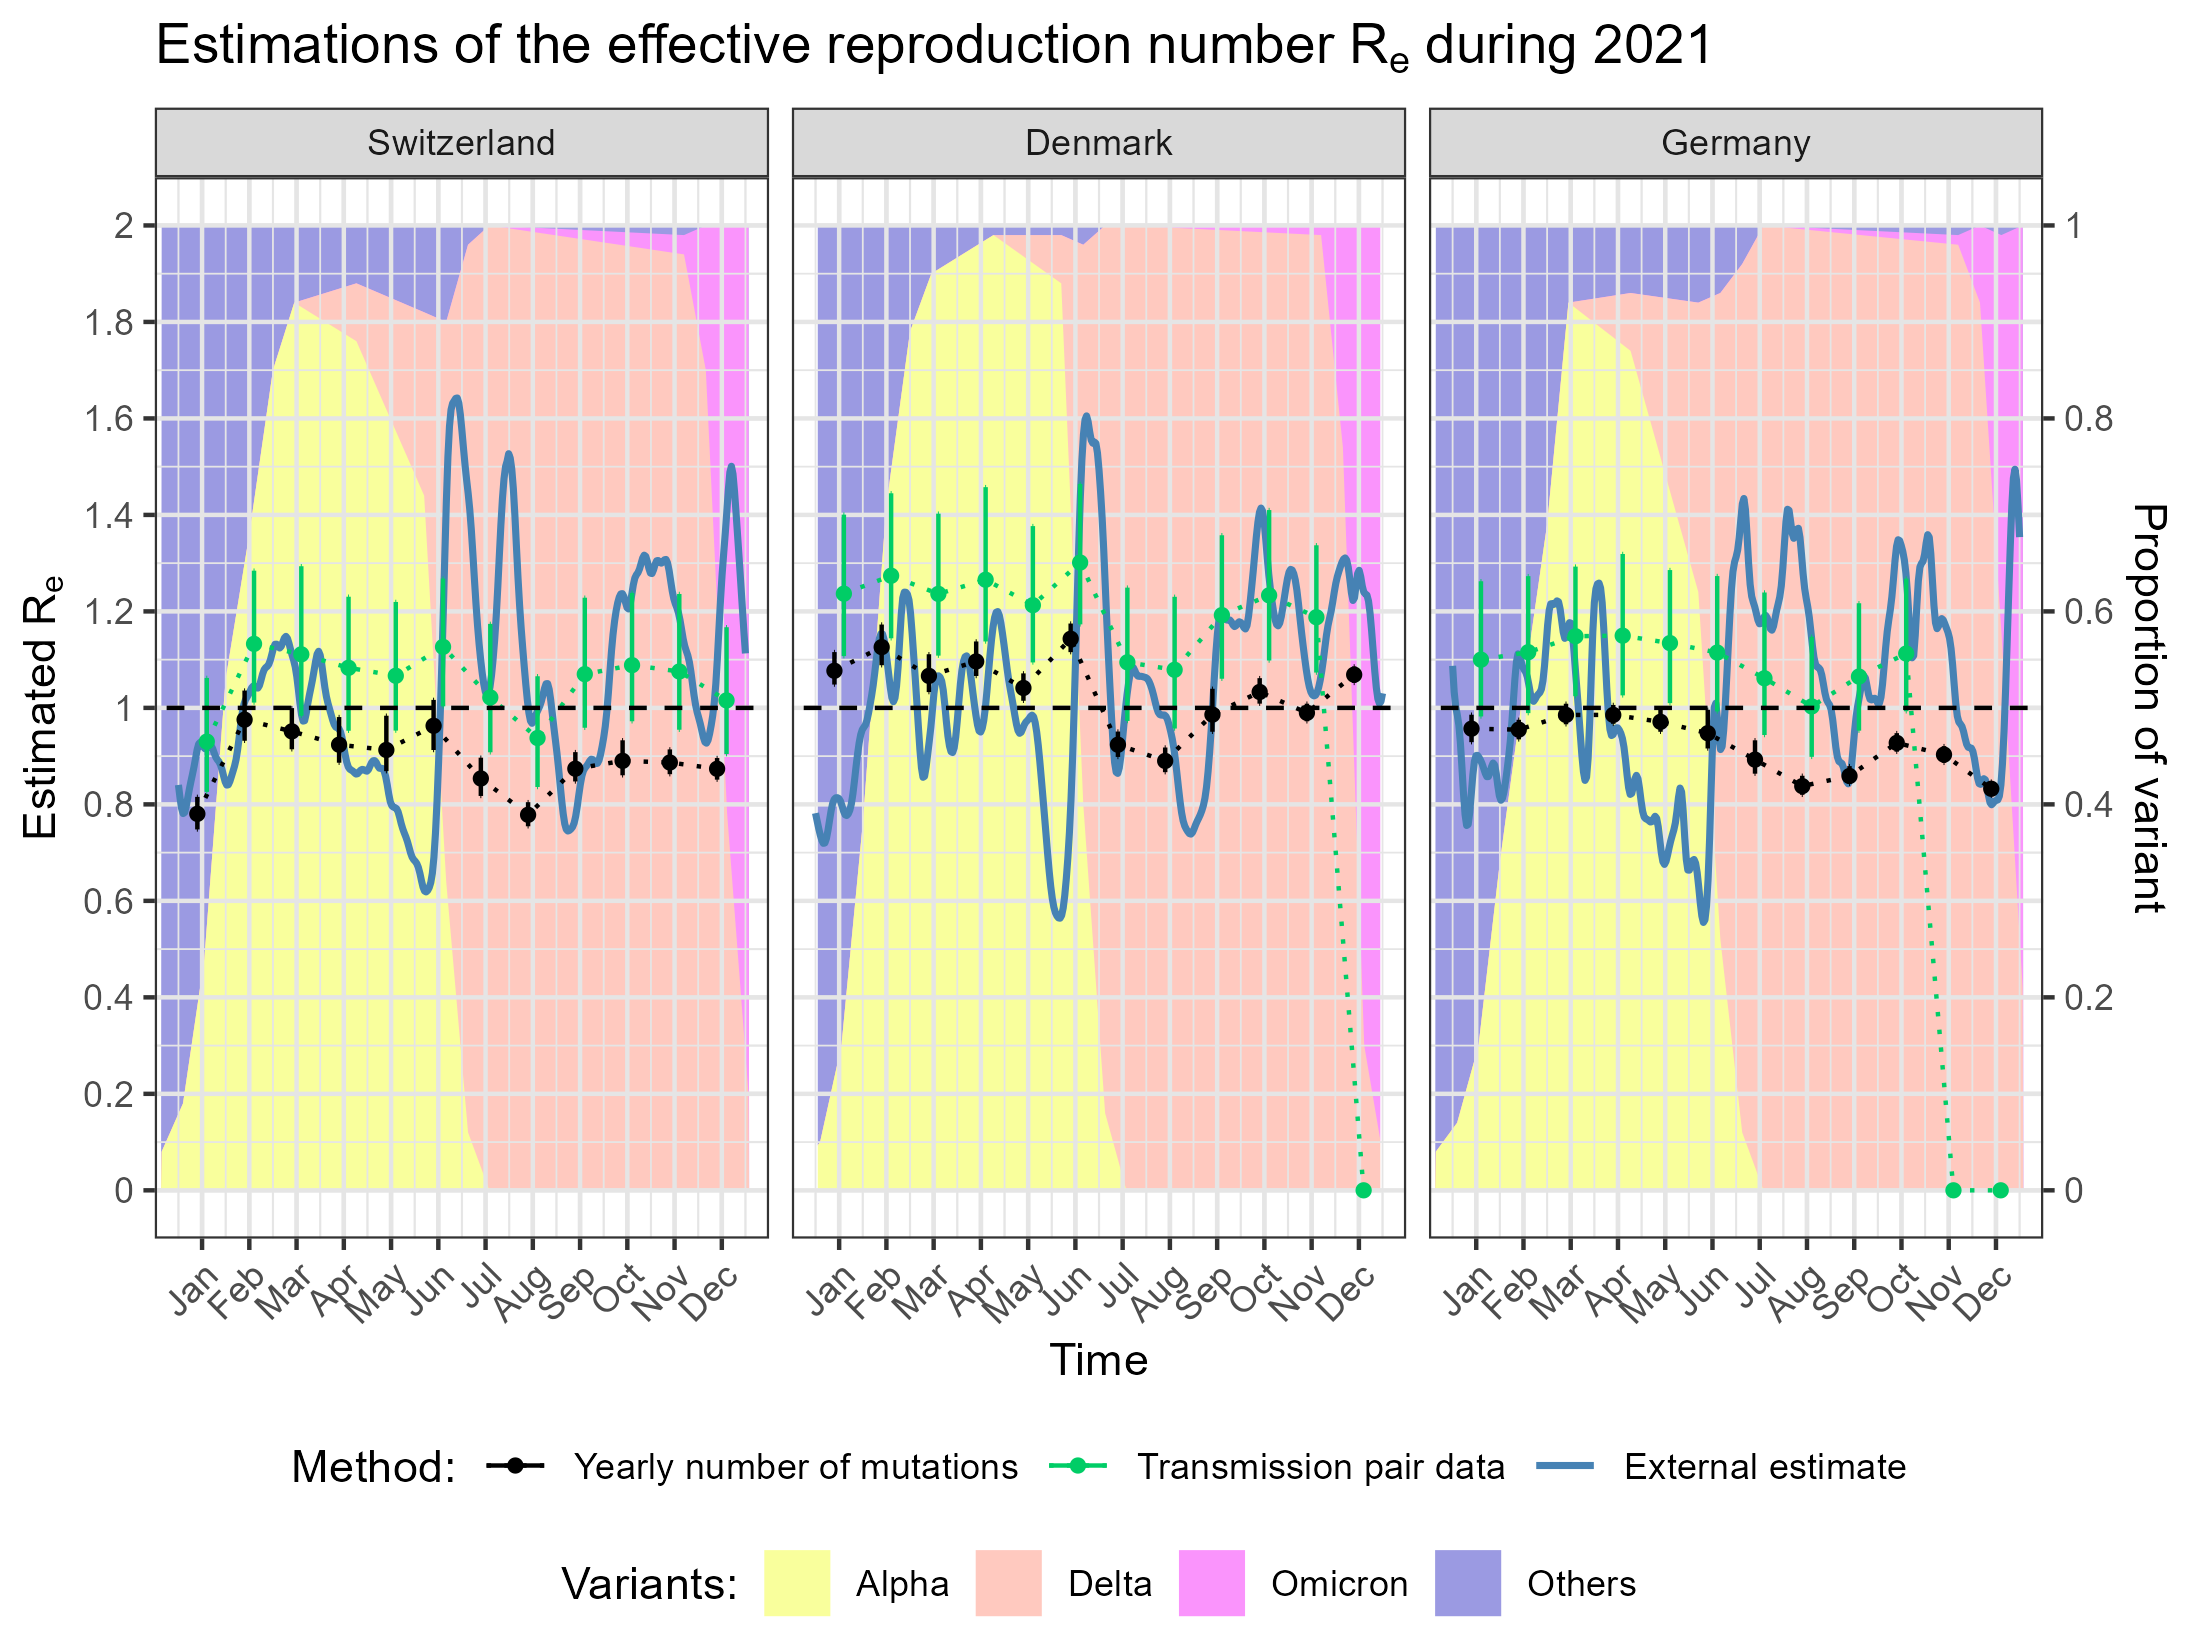 Estimations of the effective reproduction number Re during 2021
Switzerland
Denmark
Germany
Estimated Re
2
1.8
1.6
1.4
1.2
1
0.8
0.6
0.4
0.2
0
1
0.8
0.6
0.4
0.2
0
Proportion of variant
Jan Feb Mar Apr May Jun Jul Aug Sep Oct Nov Dec
Jan Feb Mar Apr May Jun Jul Aug Sep Oct Nov Dec
Jan Feb Mar Apr May Jun Jul Aug Sep Oct Nov Dec
Time
Method: Yearly number of mutations Transmission pair data External estimate
Variants: Alpha Delta Omicron Others